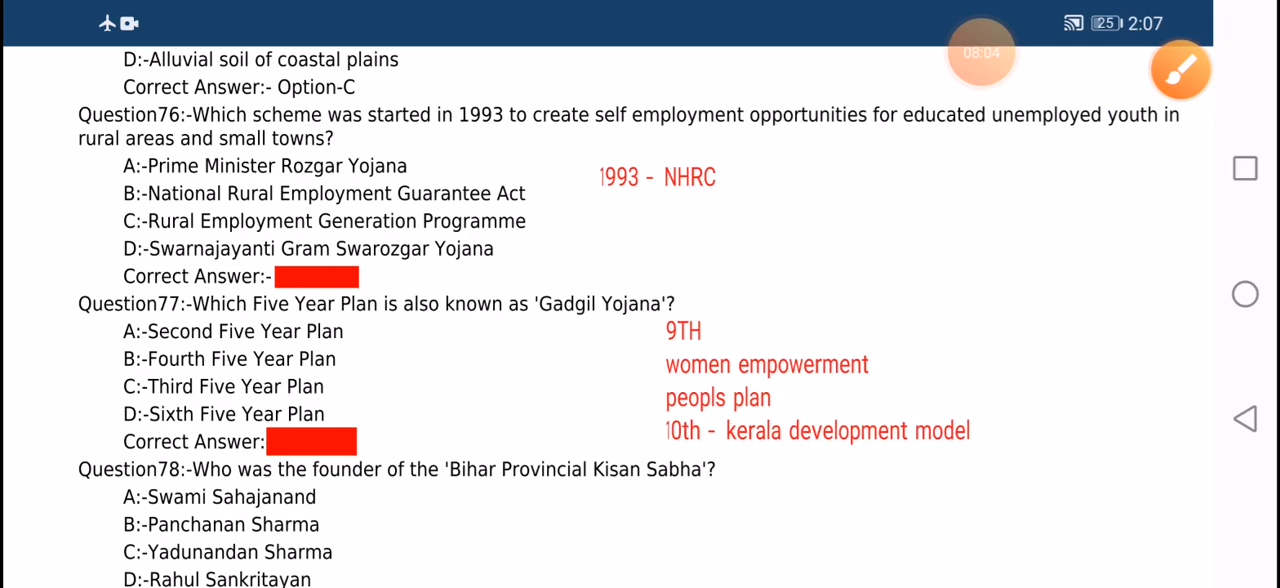 25 2:07
08:04
D:-Alluvial soil of coastal plains
Correct Answer:- Option-C
Question76:-Which scheme was started in 1993 to create self employment opportunities for educated unemployed youth in
rural areas and small towns?
A:-Prime Minister Rozgar Yojana
1993 - NHRC
B:-National Rural Employment Guarantee Act
C:-Rural Employment Generation Programme
D:-Swarnajayanti Gram Swarozgar Yojana
Correct Answer:-
Question77:-Which Five Year Plan is also known as 'Gadgil Yojana'?
A:-Second Five Year Plan
9TH
B:-Fourth Five Year Plan
women empowerment
C:-Third Five Year Plan
peopls plan
D:-Sixth Five Year Plan
10th - kerala development model
Correct Answer:
Question78:-Who was the founder of the 'Bihar Provincial Kisan Sabha'?
A:-Swami Sahajanand
B:-Panchanan Sharma
C:-Yadunandan Sharma
D:-Rahul Sankritayan